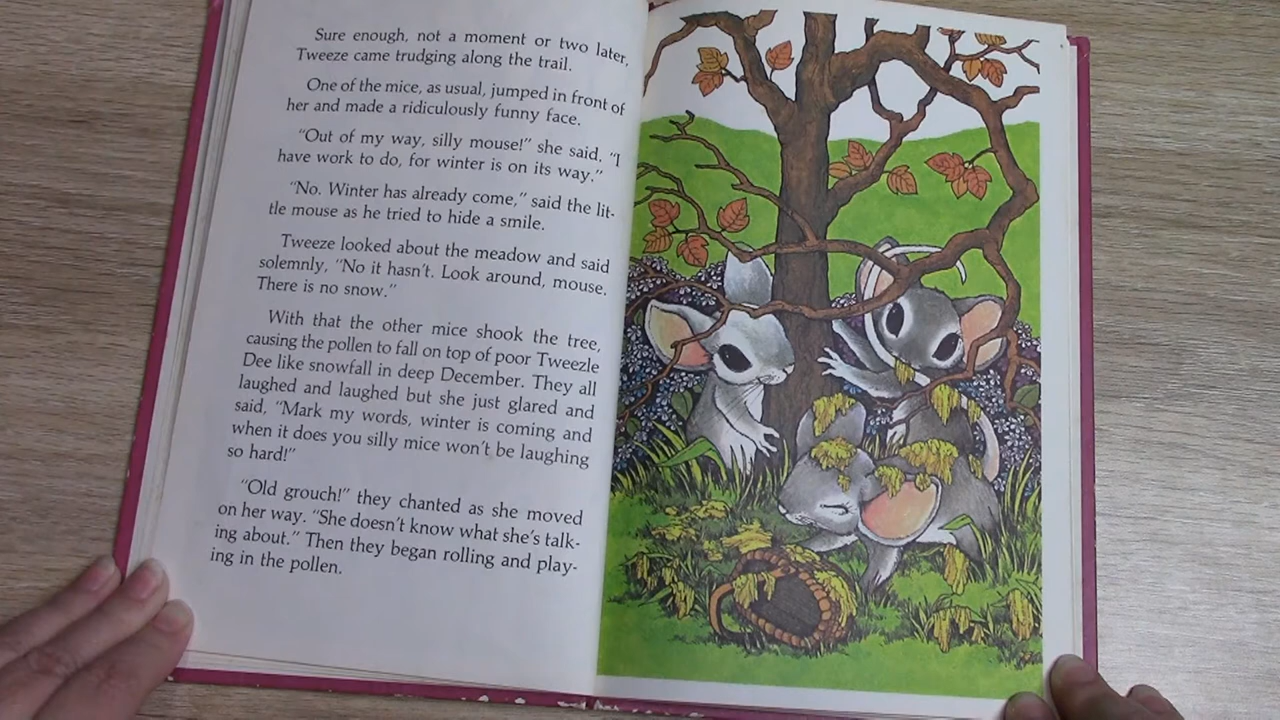 Sure enough, not a moment or two later,
Tweeze came trudging along the trail.
One of the mice, as usual, jumped in front of
her and made a ridiculously funny face.
"Out of my way, silly mouse!" she said, "I
have work to do, for winter is on its way."
"No. Winter has already come," said the lit-
tle mouse as he tried to hide a smile.
Tweeze looked about the meadow and said
solemnly, "No it hasn't. Look around, mouse.
There is no snow."
With that the other mice shook the tree,
causing the pollen to fall on top of poor Tweezle
Dee like snowfall in deep December. They all
laughed and laughed but she just glared and
said, "Mark my words, winter is coming and
when it does you silly mice won't be laughing
so hard!"
"Old grouch!" they chanted as she moved
on her way. "She doesn't know what she's talk-
ing about." Then they began rolling and play-
ing in the pollen.